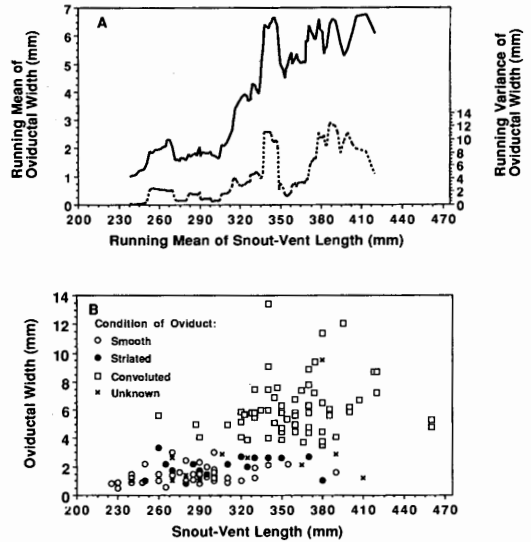 A
7
6
5
4
3
2
1
0
Running Mean of
Oviductal Width (mm)
14
12
10
8
6
4
2
0
Running Variance of
Oviductal Width (mm)
200 230 260 290 320 350 380 410 440 470
Running Mean of Snout-Vent Length (mm)
B
14
12
10
8
6
4
2
0
Oviductal Width (mm)
Condition of Oviduct:
Smooth
Striated
Convoluted
Unknown
200 230 260 290 320 350 380 410 440 470
Snout-Vent Length (mm)